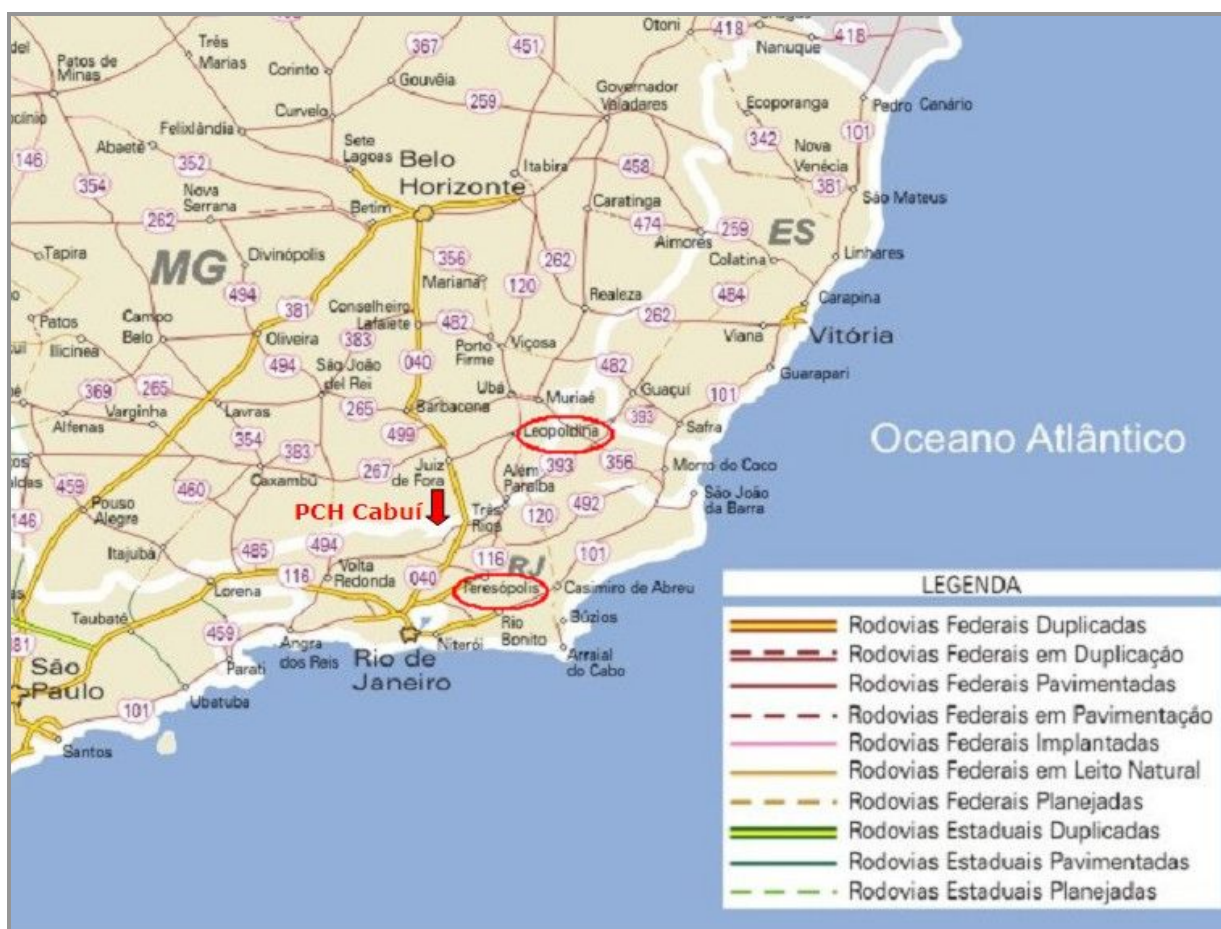 Otoni
418
Nanuque
418
Três
Marias
367
451
Patos de
Minas
Corinto
Gouvêia
Governador
Valadares
259
Ecoporanga
Pedro Canário
Curvelo
Felixlândia
101
342
Nova
Venécia
146
Abaetê
352
Sete
Lagoas
Belo
Horizonte
Itabira
458
381
São Mateus
354
Nova
Serrana
Betim
Caratinga
262
474
Aimorés
259
ES
Tapira
MG
Divinópolis
356
262
Colatina
Linhares
Mariana
494
120
484
Realeza
Carapina
381
Conselheiro
Lafaiete
482
262
Viana
Vitória
Patos
Campo
Belo
Oliveira
383
Porto
Firme
Viçosa
Ilicínea
494
São João
del Rei
040
482
Guarapari
369
265
Ubá
Muriaé
Guaçuí
101
Varginha
Lavras
265
Barbacena
393
Alfenas
499
Leopoldina
Safra
Oceano Atlântico
354
383
Juiz
de Fora
393
356
Morro do Coco
459
460
Caxambú
267
Além
Paraíba
São João
da Barra
Pouso
Alegre
PCH Cabuí
Três
Rios
492
146
120
Itajubá
485
494
101
116
RJ
Volta
Redonda
116
040
Teresópolis
Casimiro de Abreu
Lorena
Taubaté
459
Rio
Bonito
Búzios
Niterói
81
Angra
dos Reis
Rio de
Janeiro
Arraial
do Cabo
São
Paulo
Parati
Ubatuba
101
Santos
LEGENDA
Rodovias Federais Duplicadas
Rodovias Federais em Duplicação
Rodovias Federais Pavimentadas
Rodovias Federais em Pavimentação
Rodovias Federais Implantadas
Rodovias Federais em Leito Natural
Rodovias Federais Planejadas
Rodovias Estaduais Duplicadas
Rodovias Estaduais Pavimentadas
Rodovias Estaduais Planejadas